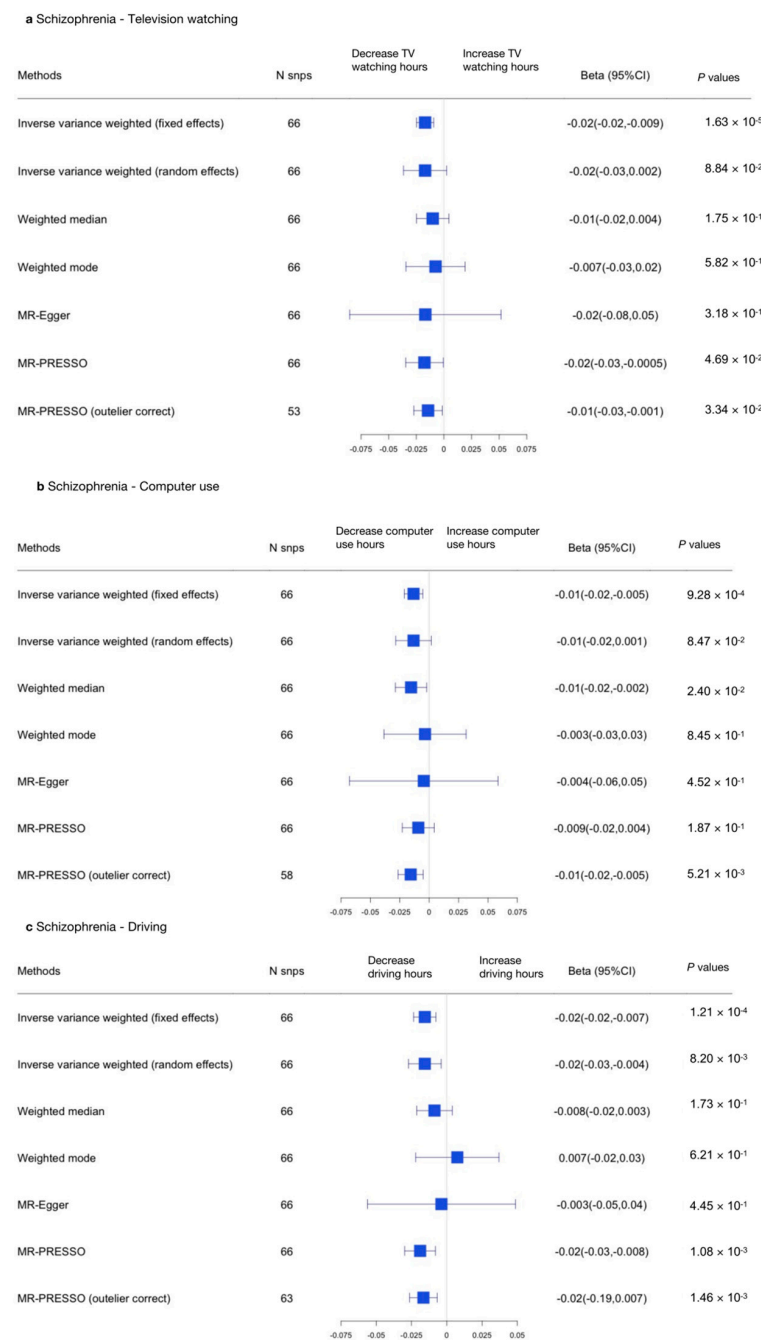 a Schizophrenia - Television watching
Decrease TV Increase TV
Methods N snps watching hours watching hours Beta (95%CI) P values
Inverse variance weighted (fixed effects) 66 -0.02(-0.02,-0.009) 1.63 × 10-5
Inverse variance weighted (random effects) 66 -0.02(-0.03,0.002) 8.84 × 10-2
Weighted median 66 -0.01(-0.02,0.004) 1.75 × 10-1
Weighted mode 66 -0.007(-0.03,0.02) 5.82 × 10-1
MR-Egger 66 -0.02(-0.08,0.05) 3.18 × 10-1
MR-PRESSO 66 -0.02(-0.03,-0.0005) 4.69 × 10-2
MR-PRESSO (outelier correct) 53 -0.01(-0.03,-0.001) 3.34 × 10-2
-0.075 -0.05 -0.025 0 0.025 0.05 0.075
b Schizophrenia - Computer use
Decrease computer Increase computer
Methods N snps use hours use hours Beta (95%CI) P values
Inverse variance weighted (fixed effects) 66 -0.01(-0.02,-0.005) 9.28 × 10-4
Inverse variance weighted (random effects) 66 -0.01(-0.02,0.001) 8.47 × 10-2
Weighted median 66 -0.01(-0.02,-0.002) 2.40 × 10-2
Weighted mode 66 -0.003(-0.03,0.03) 8.45 × 10-1
MR-Egger 66 -0.004(-0.06,0.05) 4.52 × 10-1
MR-PRESSO 66 -0.009(-0.02,0.004) 1.87 × 10-1
MR-PRESSO (outelier correct) 58 -0.01(-0.02,-0.005) 5.21 × 10-3
-0.075 -0.05 -0.025 0 0.025 0.05 0.075
c Schizophrenia - Driving
Decrease Increase
Methods N snps driving hours driving hours Beta (95%CI) P values
Inverse variance weighted (fixed effects) 66 -0.02(-0.02,-0.007) 1.21 × 10-4
Inverse variance weighted (random effects) 66 -0.02(-0.03,-0.004) 8.20 × 10-3
Weighted median 66 -0.008(-0.02,0.003) 1.73 × 10-1
Weighted mode 66 0.007(-0.02,0.03) 6.21 × 10-1
MR-Egger 66 -0.003(-0.05,0.04) 4.45 × 10-1
MR-PRESSO 66 -0.02(-0.03,-0.008) 1.08 × 10-3
MR-PRESSO (outelier correct) 63 -0.02(-0.19,0.007) 1.46 × 10-3
-0.075 -0.05 -0.025 0 0.025 0.05